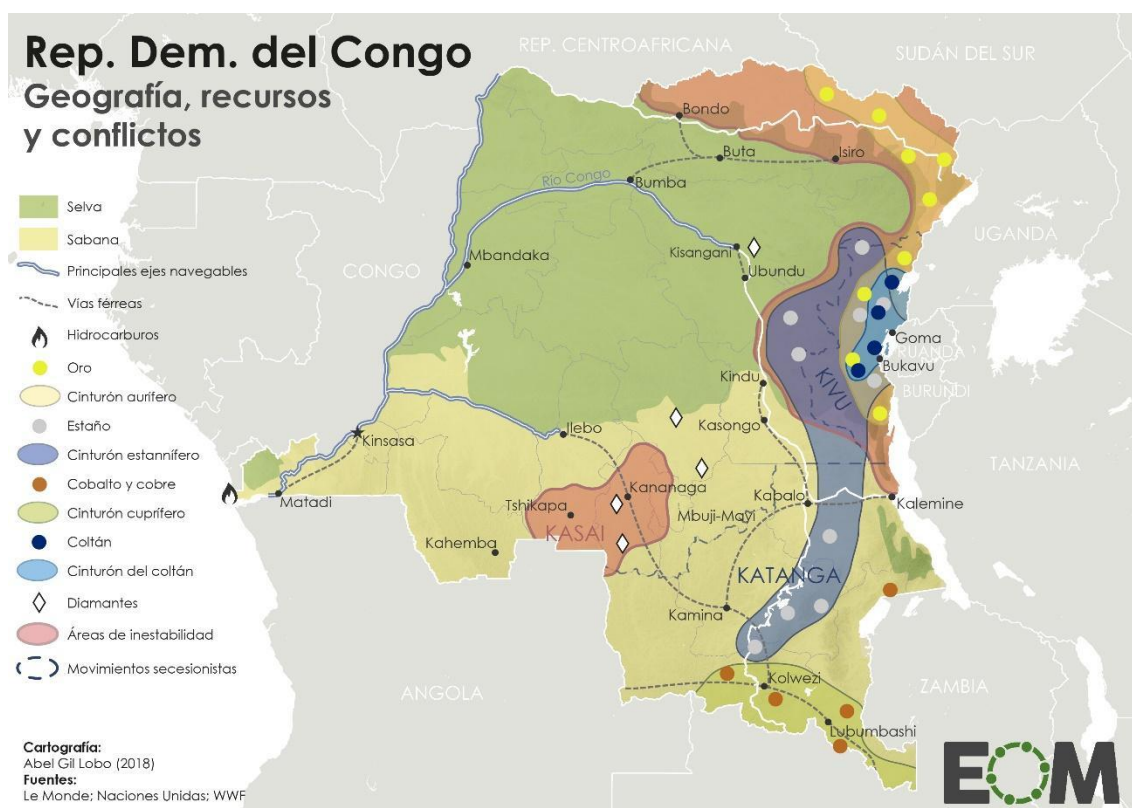 Rep. Dem. del Congo
Geografía, recursos
y conflictos
Selva
Sabana
Principales ejes navegables
Vías férreas
Hidrocarburos
Oro
Cinturón aurífero
Estaño
Cinturón estannífero
Cobalto y cobre
Cinturón cuprífero
Coltán
Cinturón del coltán
Diamantes
Áreas de inestabilidad
Movimientos secesionistas
Cartografía:
Abel Gil Lobo (2018)
Fuentes:
Le Monde; Naciones Unidas; WWF
REP. CENTROAFRICANA
SUDÁN DEL SUR
Bondo
Buta
Isiro
Río Congo
Bumba
UGANDA
CONGO
Mbandaka
Kisangani
Ubundu
Goma
RUANDA
Bukavu
KIVU
BURUNDI
Kindu
Kasongo
Ilebo
Kinsasa
TANZANIA
Matadi
Kananaga
Tshikapa
KASAI
Mbuji-Mayi
Kabalo
Kalemine
Kahemba
KATANGA
Kamina
Kolwezi
ANGOLA
ZAMBIA
Lubumbashi
EOM